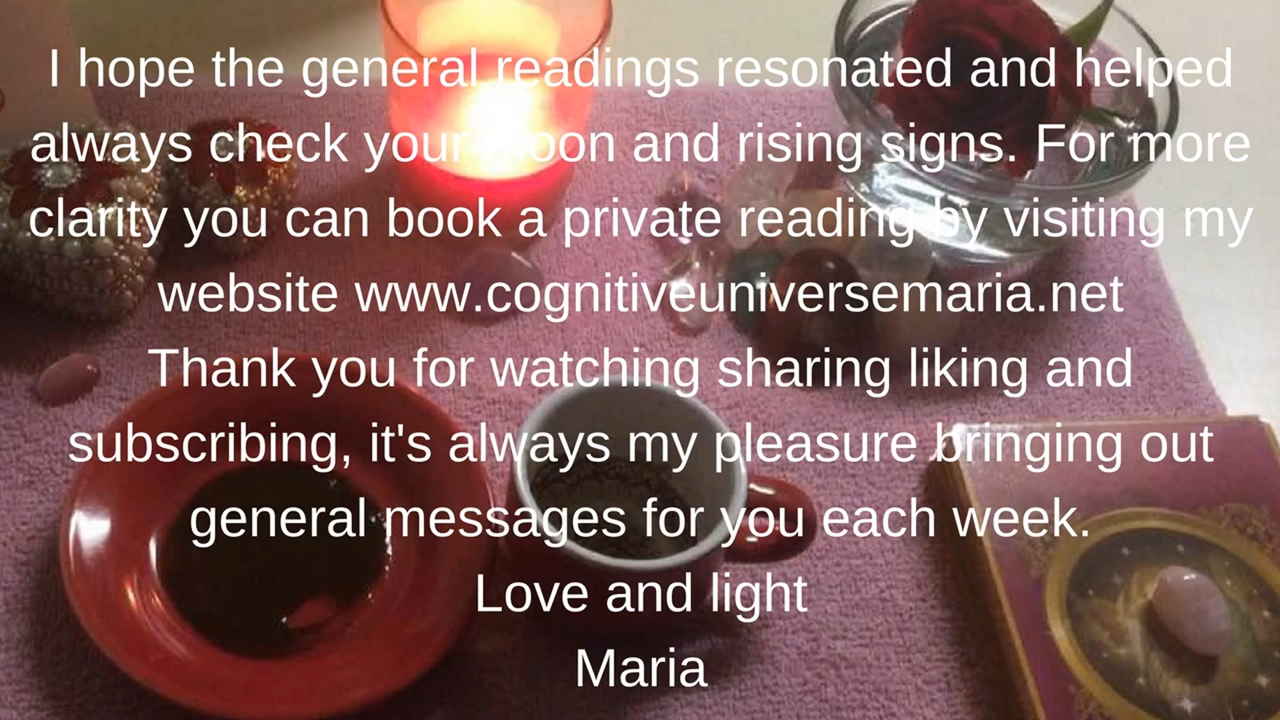 I hope the general readings resonated and helped
always check your moon and rising signs. For more
clarity you can book a private reading by visiting my
website www.cognitiveuniversemaria.net
Thank you for watching sharing liking and
subscribing, it's always my pleasure bringing out
general messages for you each week.
Love and light
Maria